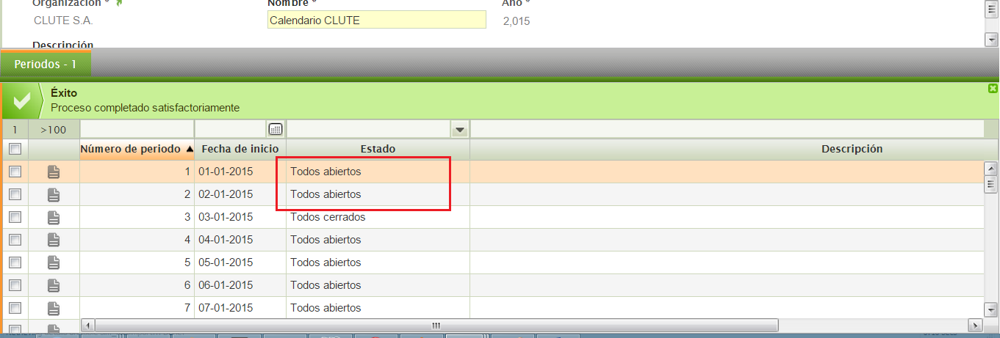 Organización * Nombre * Año *
CLUTE S.A. Calendario CLUTE 2,015
Descripción
Periodos - 1
Éxito
Proceso completado satisfactoriamente
1 >100
Número de periodo Fecha de inicio Estado Descripción
1 01-01-2015 Todos abiertos
2 02-01-2015 Todos abiertos
3 03-01-2015 Todos cerrados
4 04-01-2015 Todos abiertos
5 05-01-2015 Todos abiertos
6 06-01-2015 Todos abiertos
7 07-01-2015 Todos abiertos